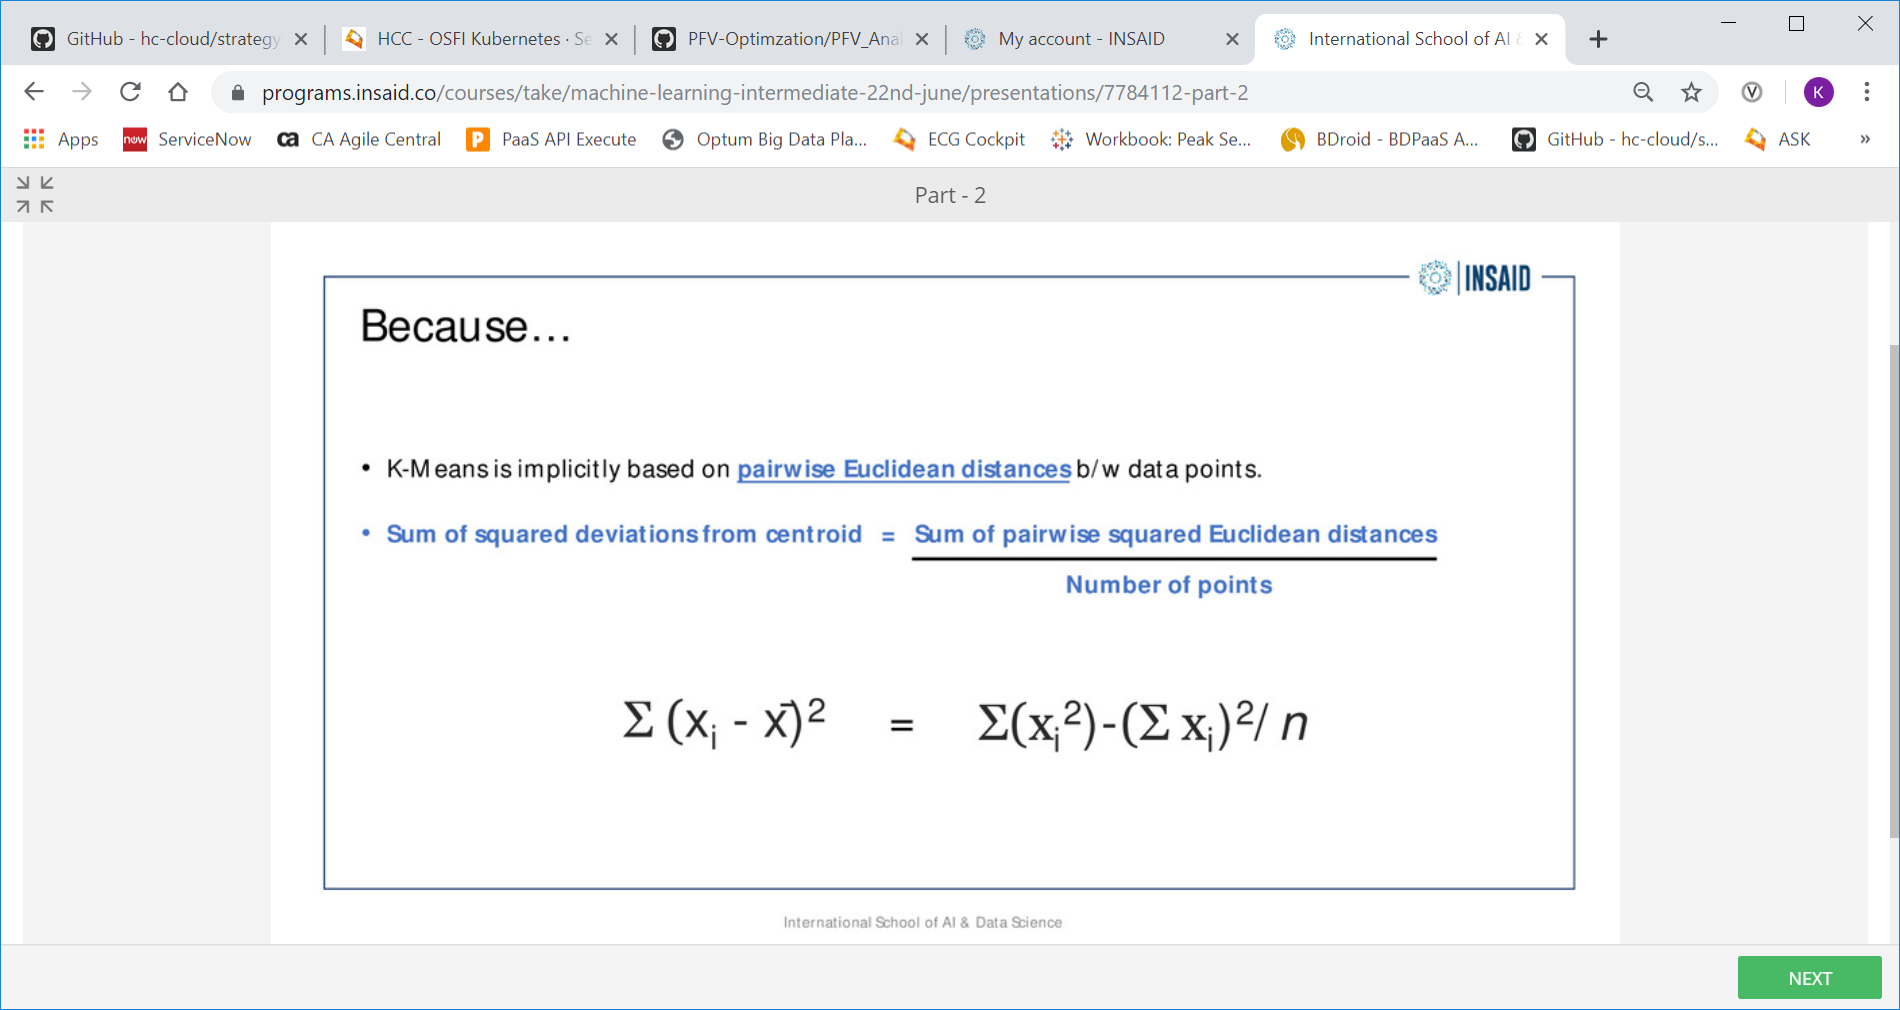 GitHub - hc-cloud/strategy
HCC - OSFI Kubernetes · Se
PFV-Optimzation/PFV_Anal
My account - INSAID
International School of AI &
programs.insaid.co/courses/take/machine-learning-intermediate-22nd-june/presentations/7784112-part-2
K
Apps
now ServiceNow
ca CA Agile Central
P PaaS API Execute
Optum Big Data Pla...
ECG Cockpit
Workbook: Peak Se...
BDroid - BDPaaS A...
GitHub - hc-cloud/s...
ASK
»
Part - 2
INSAID
Because…
• K-Means is implicitly based on pairwise Euclidean distances b/w data points.
• Sum of squared deviations from centroid = Sum of pairwise squared Euclidean distances
Number of points
Σ (xᵢ - x̄)² = Σ(xᵢ²)-(Σ xᵢ)²/ n
International School of AI & Data Science
NEXT